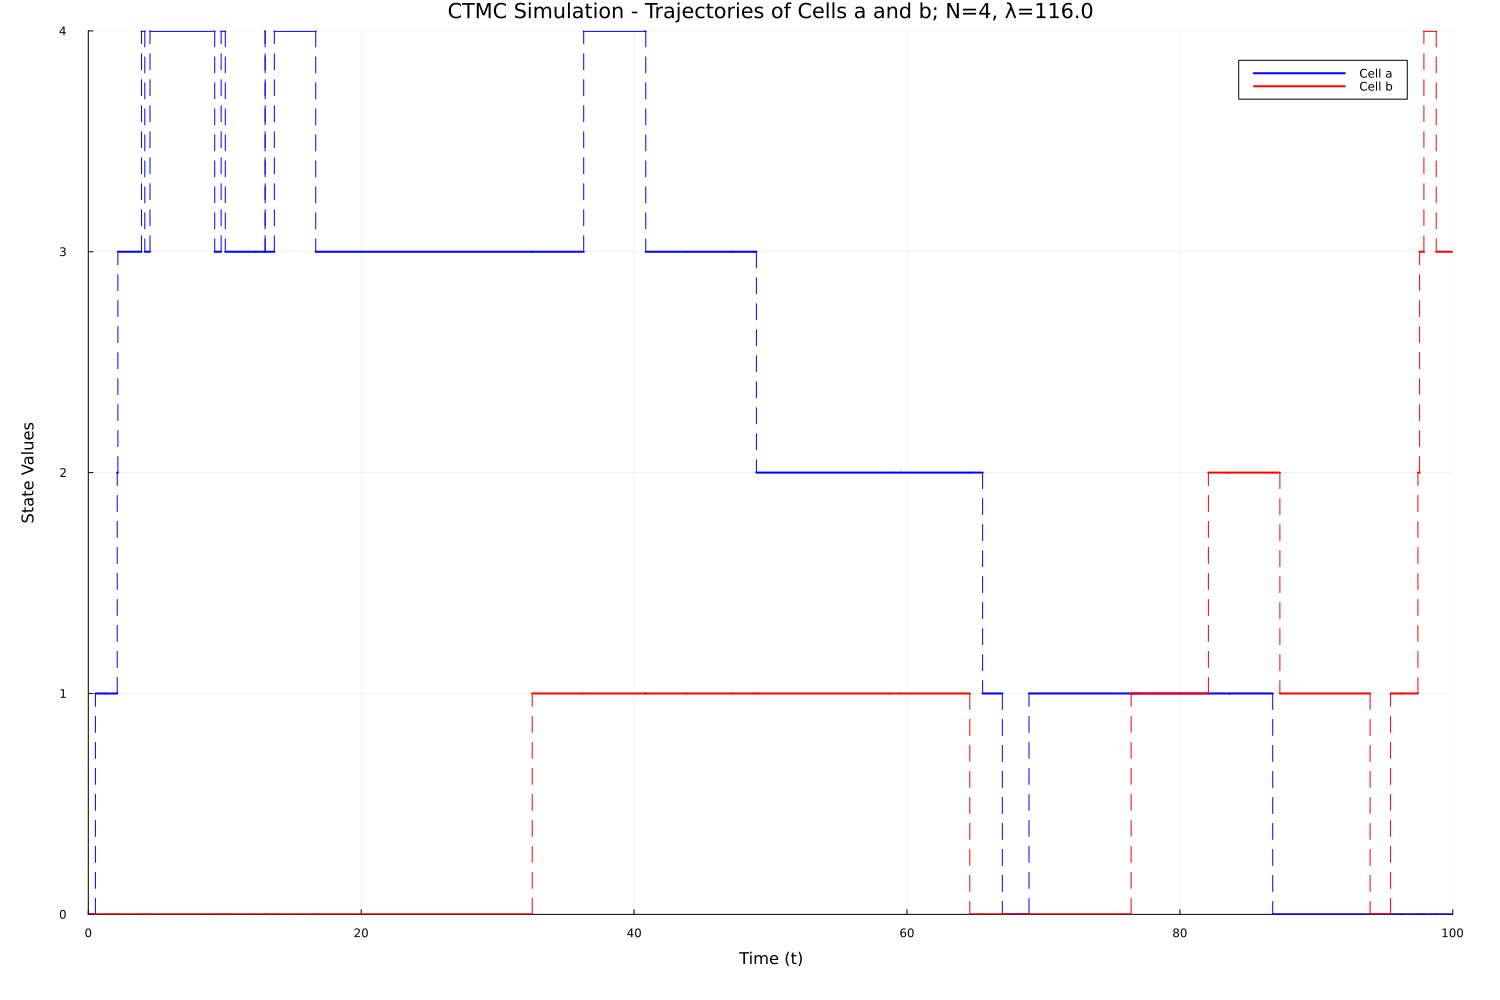 CTMC Simulation - Trajectories of Cells a and b; N=4, λ=116.0
4
3
2
1
0
State Values
Cell a
Cell b
0 20 40 60 80 100
Time (t)